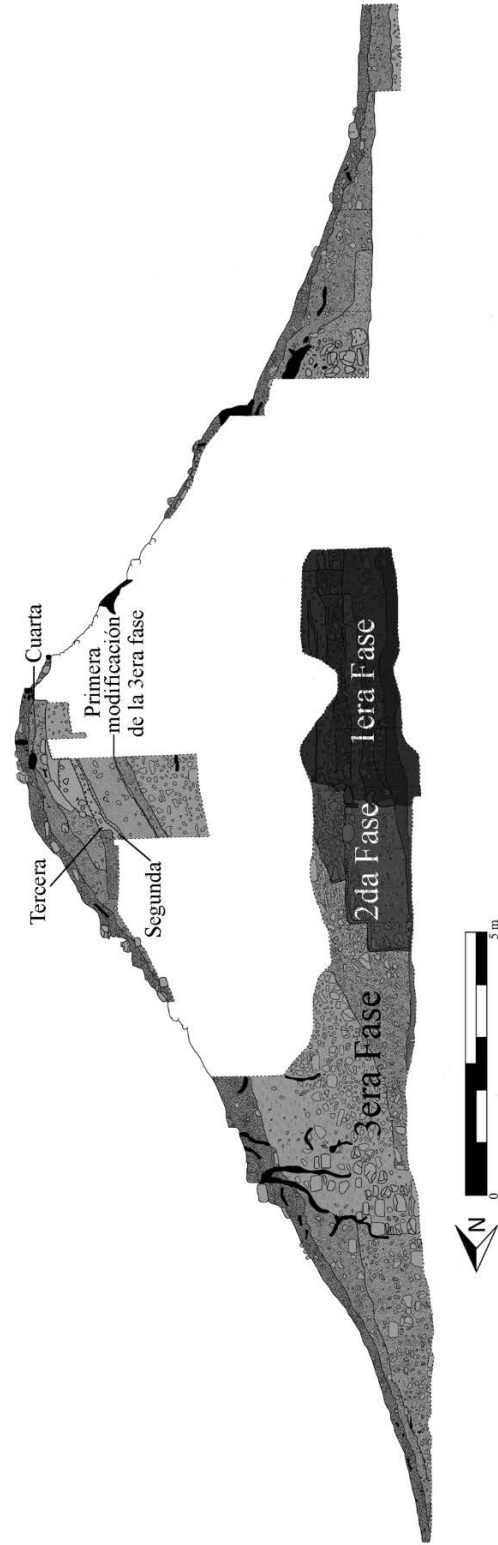 Cuarta
Primera
modificación
de la 3era fase
Tercera
Segunda
1era Fase
2da Fase
3era Fase
N
0
5 m